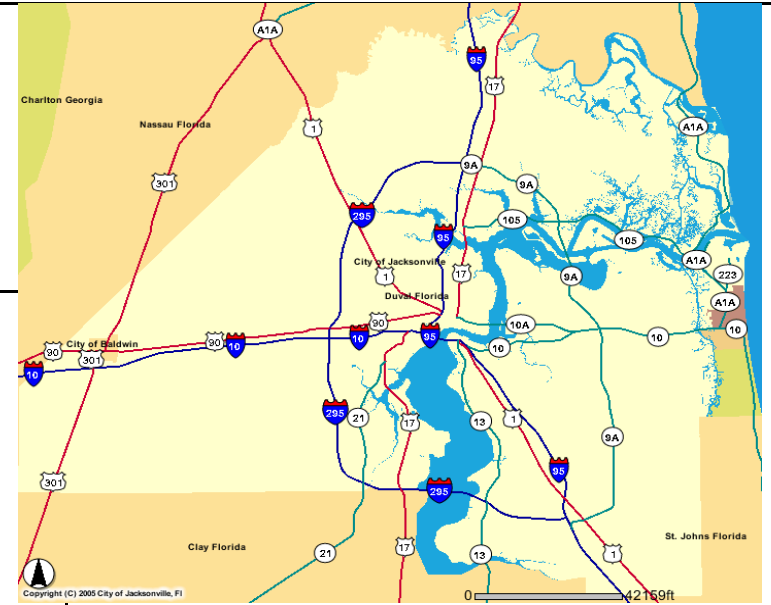 A1A
95
17
Charlton Georgia
Nassau Florida
1
A1A
9A
9A
301
295
105
95
105
City of Jacksonville
A1A
1
17
9A
223
Duval Florida
A1A
90
10A
10
90
City of Baldwin
90
10
10
95
10
10
301
10
295
21
17
13
1
9A
95
301
295
St. Johns Florida
Clay Florida
21
17
13
1
Copyright (C) 2005 City of Jacksonville, Fl
0 42159ft